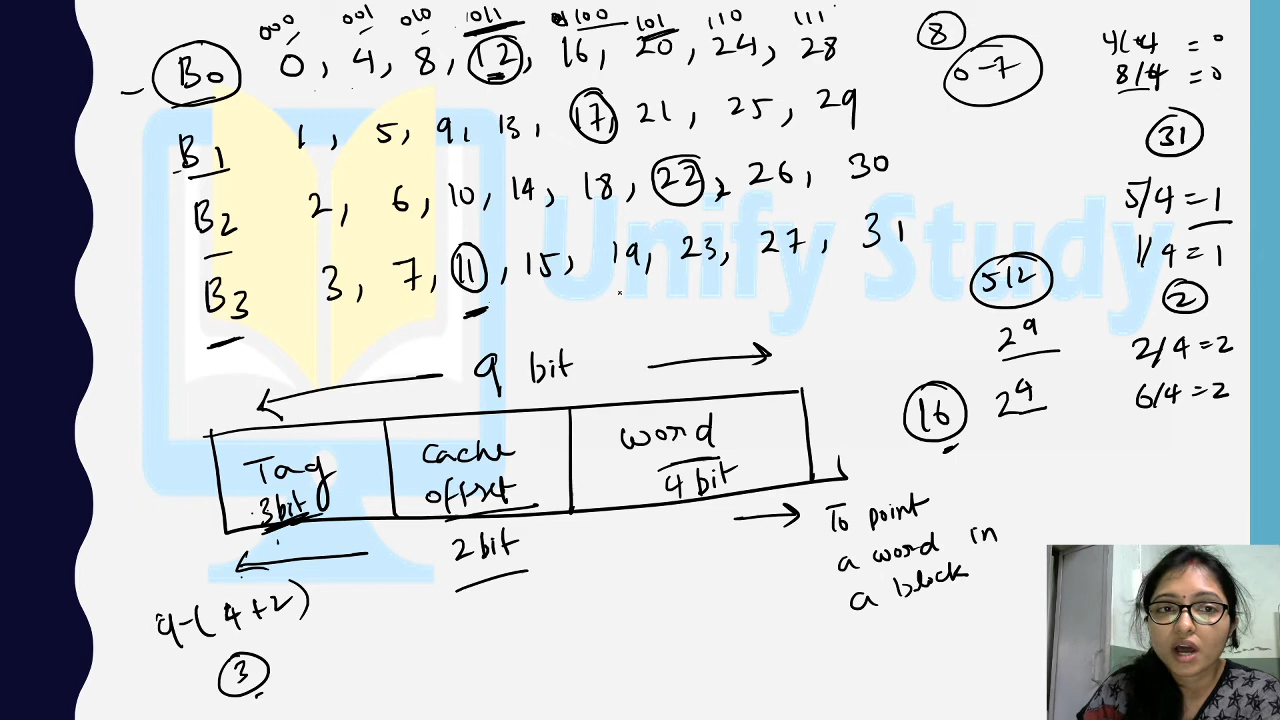 000 001 010 011 100 101 110 111
B0 0, 4, 8, 12, 16, 20, 24, 28
B1 1, 5, 9, 13, 17, 21, 25, 29
B2 2, 6, 10, 14, 18, 22, 26, 30
B3 3, 7, 11, 15, 19, 23, 27, 31
8
0-7
4/4 = 0
8/4 = 0
31
5/4 = 1
1/4 = 1
2
2/4 = 2
6/4 = 2
512
2^9
16 2^4
Unify Study
9 bit
Tag
3bit
cache
offset
2bit
word
4 bit
To point
a word in
a block
9-(4+2)
3